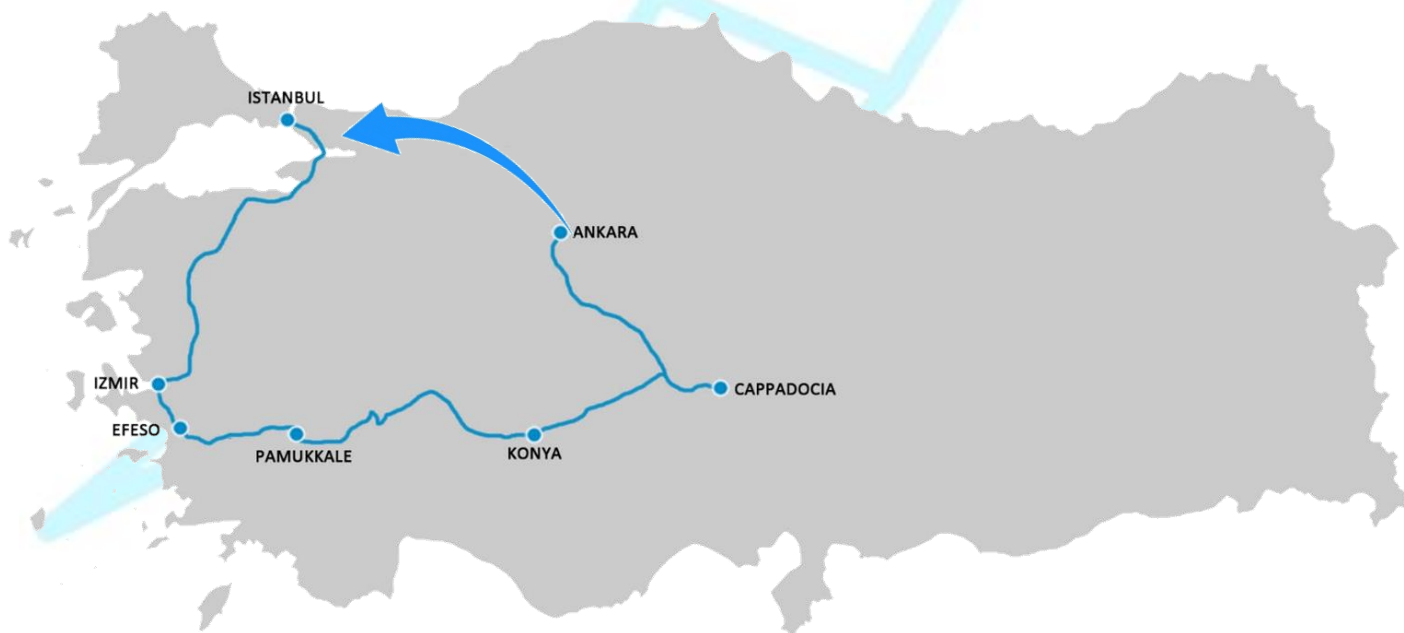 ISTANBUL
ANKARA
IZMIR
CAPPADOCIA
EFESO
PAMUKKALE
KONYA